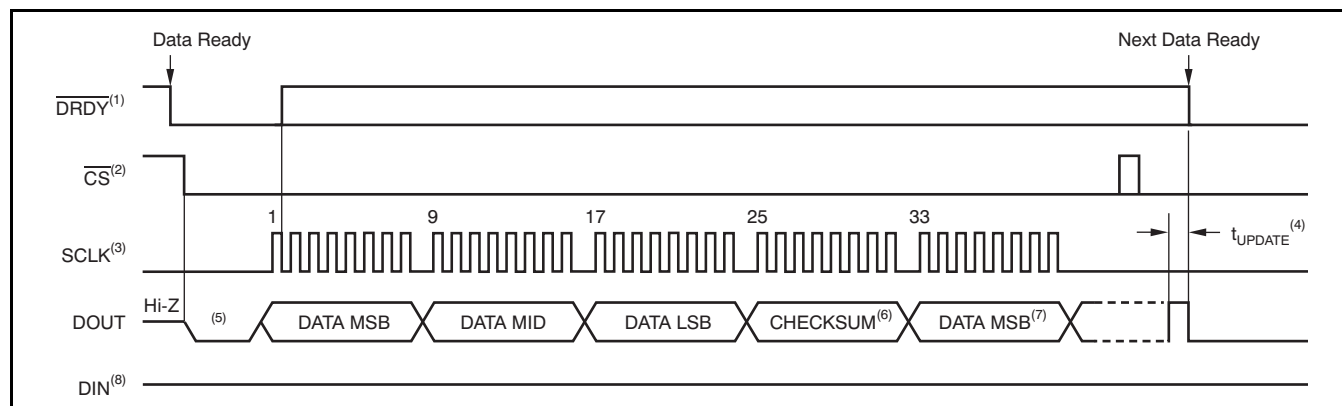 Data Ready
Next Data Ready
DRDY(1)
CS(2)
1 9 17 25 33
SCLK(3)
tUPDATE(4)
Hi-Z
DOUT
(5)
DATA MSB
DATA MID
DATA LSB
CHECKSUM(6)
DATA MSB(7)
DIN(8)